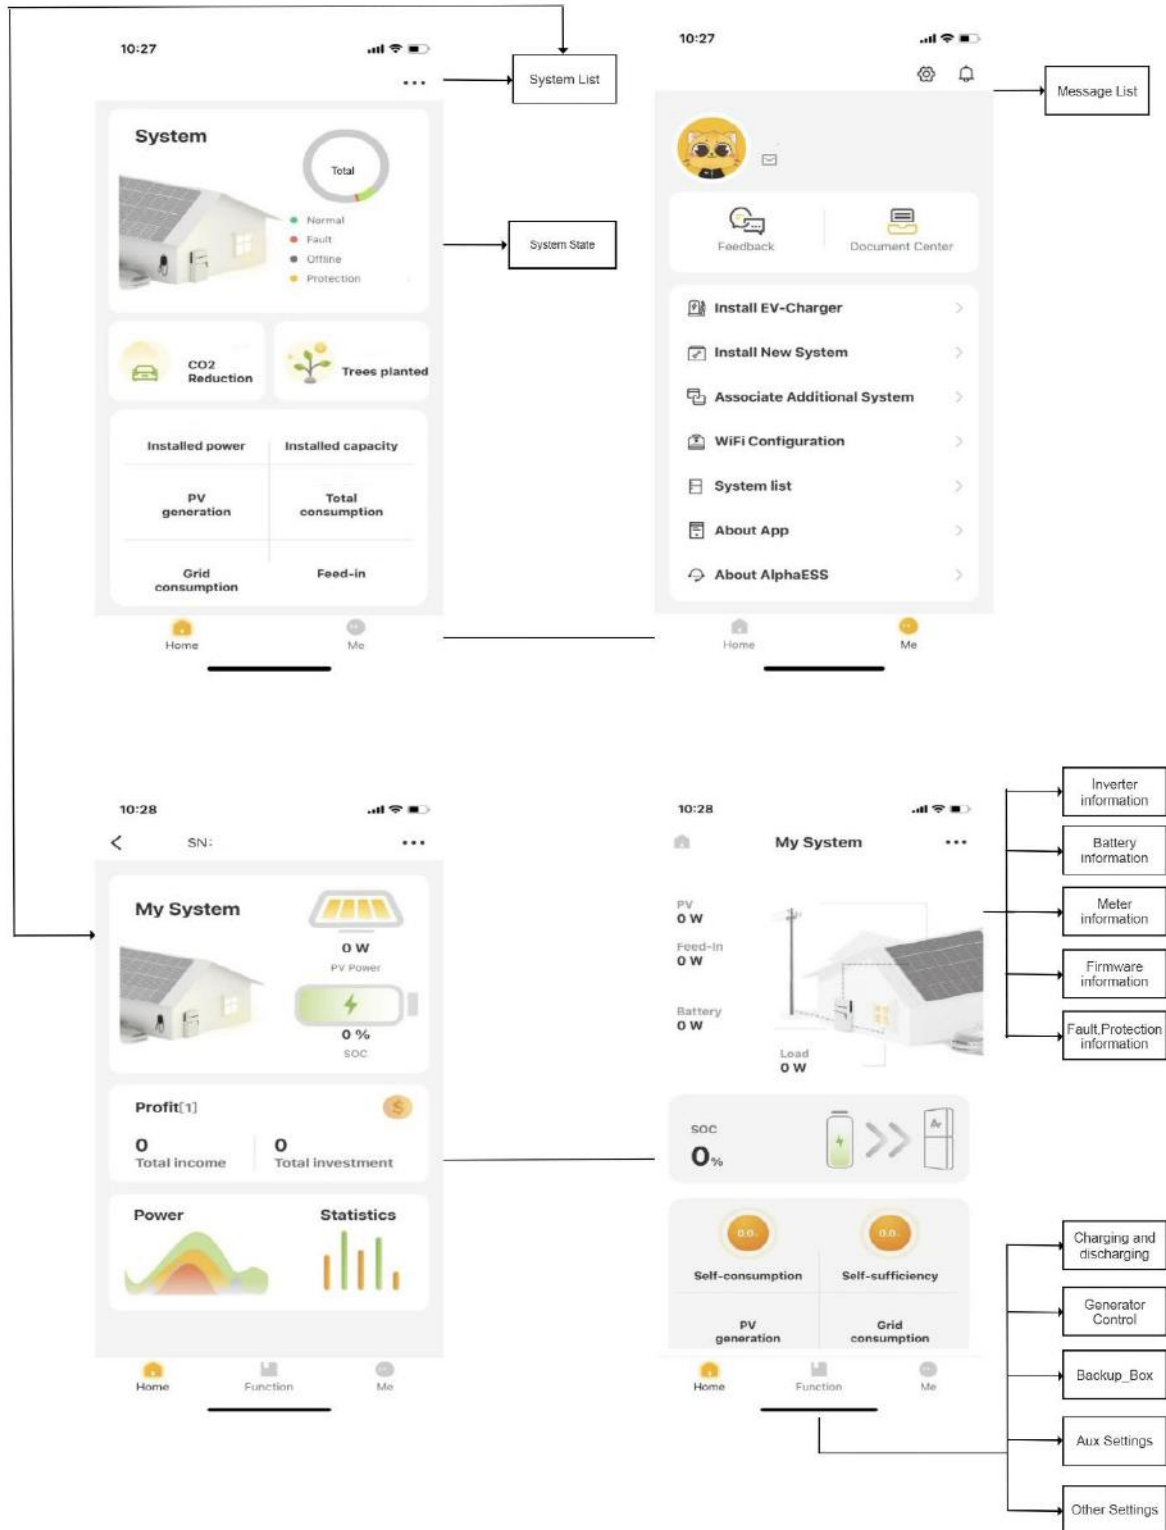 10:27
System List
System
Total
Normal
Fault
Offline
Protection
System State
CO2
Reduction
Trees planted
Installed power
Installed capacity
PV
generation
Total
consumption
Grid
consumption
Feed-in
Home
Me
10:27
Message List
Feedback
Document Center
Install EV-Charger
Install New System
Associate Additional System
WiFi Configuration
System list
About App
About AlphaESS
Home
Me
10:28
SN:
My System
0 W
PV Power
0 %
SOC
Profit[1]
0
Total income
0
Total investment
Power
Statistics
Home
Function
Me
10:28
My System
PV
0 W
Feed-In
0 W
Battery
0 W
Load
0 W
SOC
0%
0.0
Self-consumption
0.0
Self-sufficiency
PV
generation
Grid
consumption
Home
Function
Me
Inverter
information
Battery
information
Meter
information
Firmware
information
Fault,Protection
information
Charging and
discharging
Generator
Control
Backup_Box
Aux Settings
Other Settings